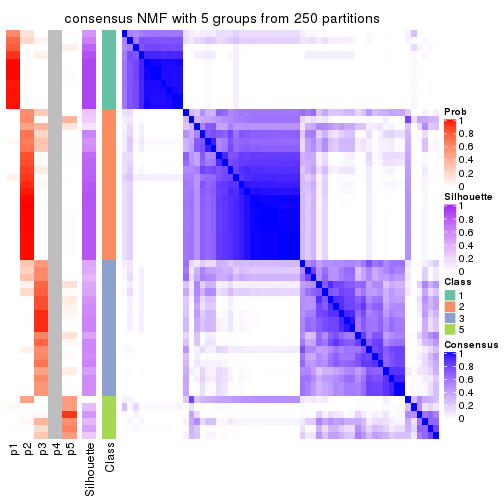 consensus NMF with 5 groups from 250 partitions
Prob
1
0.8
0.6
0.4
0.2
0
Silhouette
1
0.8
0.6
0.4
0.2
0
Class
1
2
3
5
Consensus
1
0.8
0.6
0.4
0.2
0
p1
p2
p3
p4
p5
Silhouette
Class